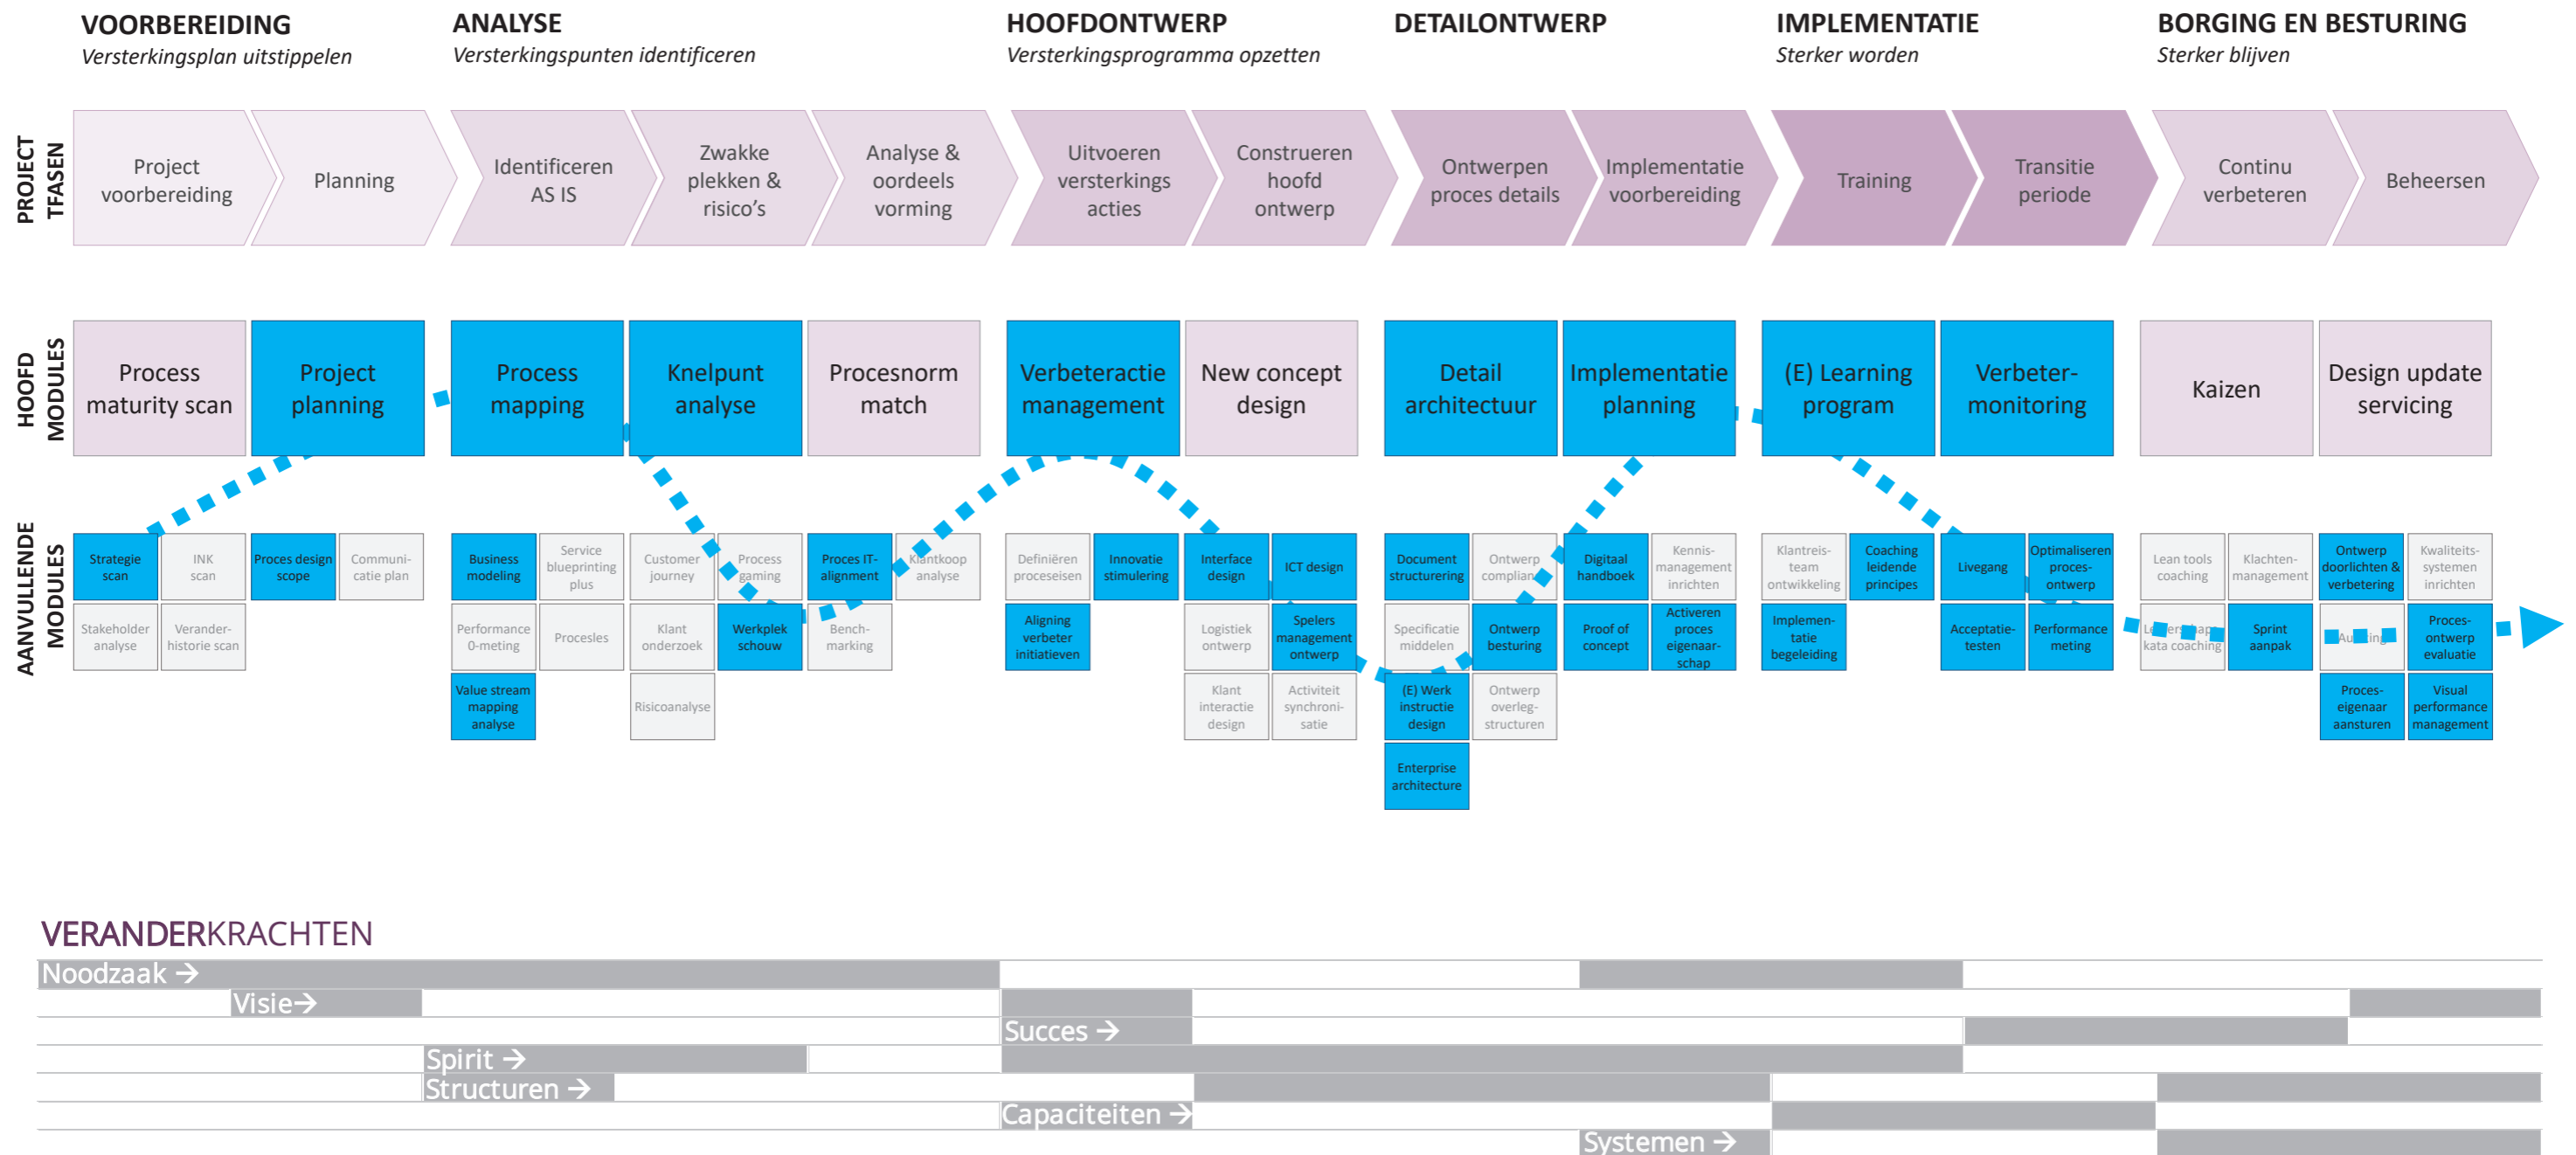 VOORBEREIDING
Versterkingsplan uitstippelen
ANALYSE
Versterkingspunten identificeren
HOOFDONTWERP
Versterkingsprogramma opzetten
DETAILONTWERP
IMPLEMENTATIE
Sterker worden
BORGING EN BESTURING
Sterker blijven
PROJECT
TFASEN
Project
voorbereiding
Planning
Identificeren
AS IS
Zwakke
plekken &
risico's
Analyse &
oordeels
vorming
Uitvoeren
versterkings
acties
Construeren
hoofd
ontwerp
Ontwerpen
proces details
Implementatie
voorbereiding
Training
Transitie
periode
Continu
verbeteren
Beheersen
HOOFD
MODULES
Process
maturity scan
Project
planning
Process
mapping
Knelpunt
analyse
Procesnorm
match
Verbeteractie
management
New concept
design
Detail
architectuur
Implementatie
planning
(E) Learning
program
Verbeter-
monitoring
Kaizen
Design update
servicing
AANVULLENDE
MODULES
Strategie
scan
INK
scan
Proces design
scope
Communi-
catie plan
Stakeholder
analyse
Verander-
historie scan
Business
modeling
Service
blueprinting
plus
Performance
0-meting
Procesles
Value stream
mapping
analyse
Customer
journey
Process
gaming
Klant
onderzoek
Werkplek
schouw
Risicoanalyse
Proces IT-
alignment
Klantkoop
analyse
Bench-
marking
Definiëren
proceseisen
Innovatie
stimulering
Aligning
verbeter
initiatieven
Interface
design
ICT design
Logistiek
ontwerp
Spelers
management
ontwerp
Klant
interactie
design
Activiteit
synchroni-
satie
Document
structurering
Ontwerp
Specificatie
middelen
Ontwerp
besturing
(E) Werk
instructie
design
Ontwerp
overleg-
structuren
Enterprise
architecture
Digitaal
handboek
Kennis-
management
inrichten
Proof of
concept
Activeren
proces
eigenaar-
schap
Klantreis-
team
ontwikkeling
Coaching
leidende
principes
Implemen-
tatie
begeleiding
Livegang
Optimaliseren
proces-
ontwerp
Acceptatie-
testen
Performance
meting
Lean tools
coaching
Klachten-
management
kata coaching
Sprint
aanpak
Ontwerp
doorlichten &
verbetering
Kwaliteits-
systemen
inrichten
Proces-
ontwerp
evaluatie
Proces-
eigenaar
aansturen
Visual
performance
management
VERANDERKRACHTEN
Noodzaak →
Visie→
Succes →
Spirit →
Structuren →
Capaciteiten →
Systemen →